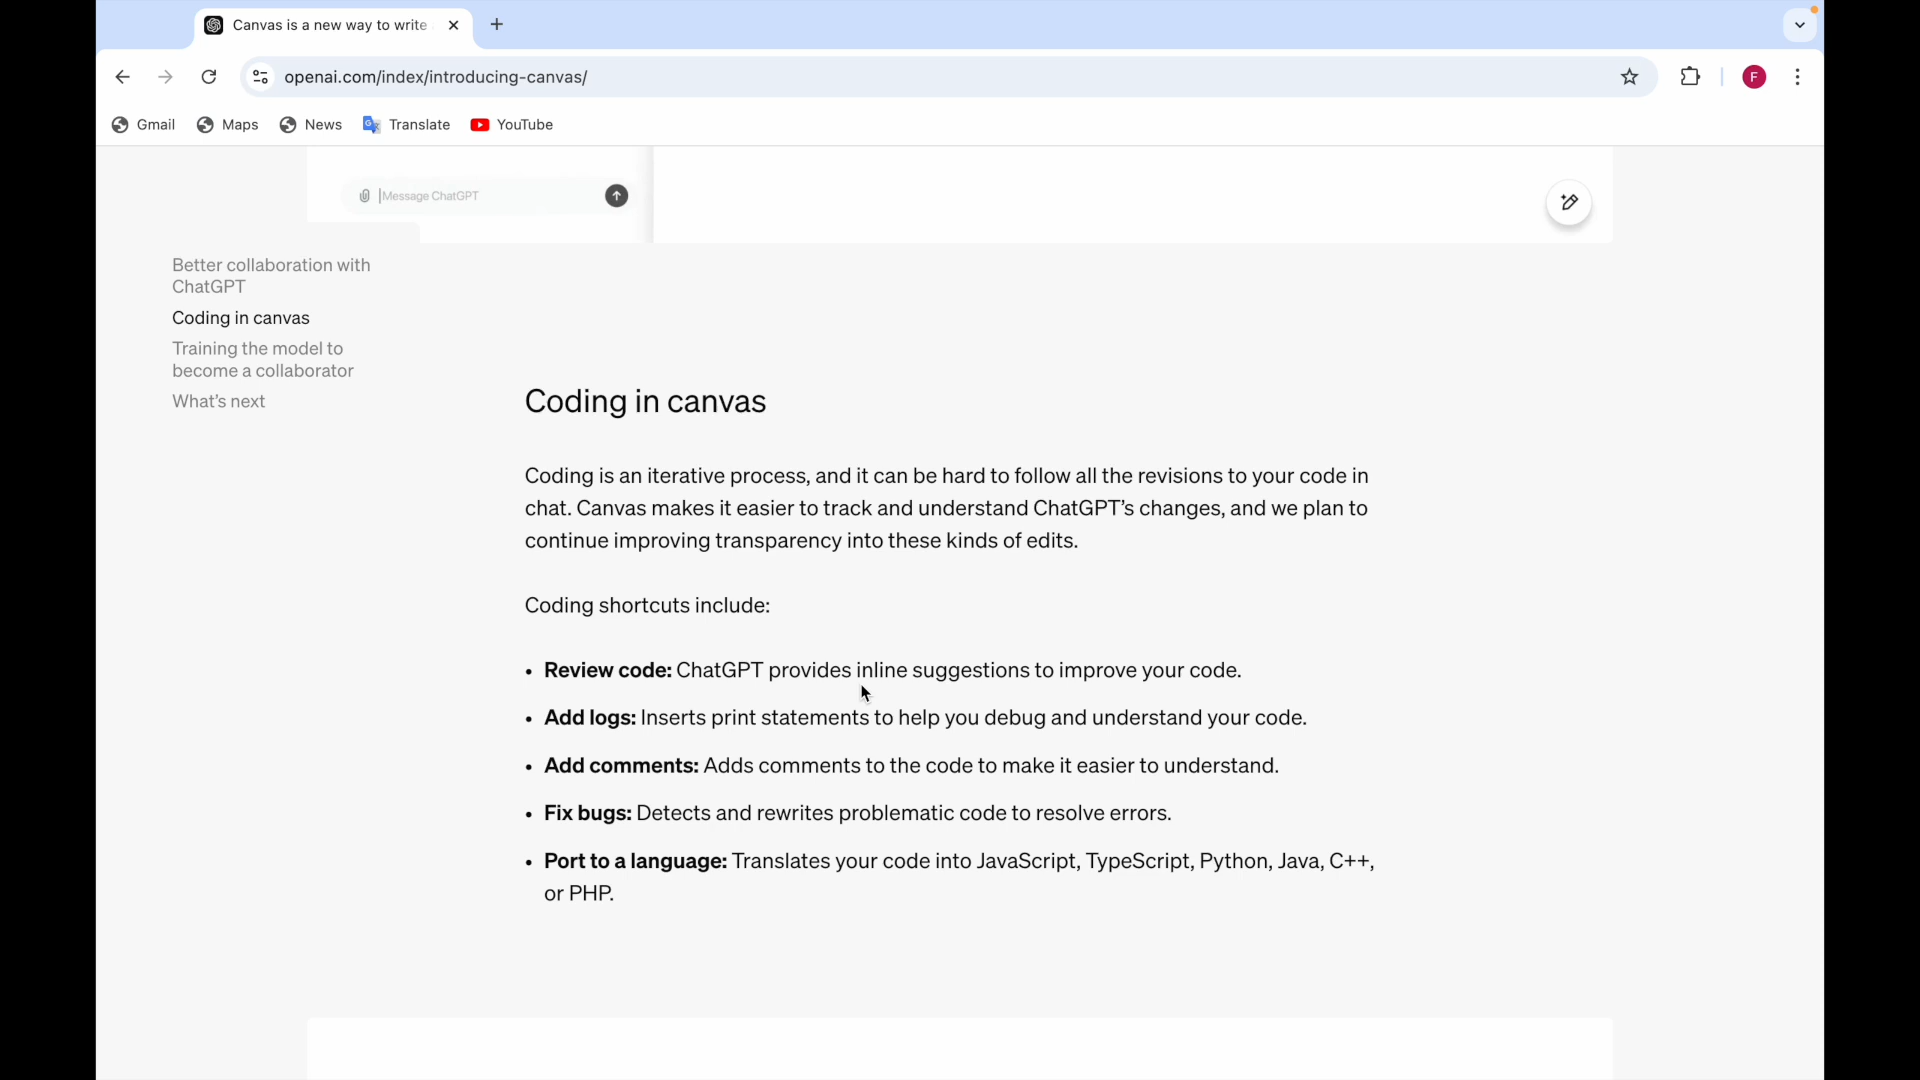 Canvas is a new way to write
openai.com/index/introducing-canvas/
F
Gmail
Maps
News
Translate
YouTube
Message ChatGPT
Better collaboration with
ChatGPT
Coding in canvas
Training the model to
become a collaborator
What's next
Coding in canvas
Coding is an iterative process, and it can be hard to follow all the revisions to your code in
chat. Canvas makes it easier to track and understand ChatGPT's changes, and we plan to
continue improving transparency into these kinds of edits.
Coding shortcuts include:
• Review code: ChatGPT provides inline suggestions to improve your code.
• Add logs: Inserts print statements to help you debug and understand your code.
• Add comments: Adds comments to the code to make it easier to understand.
• Fix bugs: Detects and rewrites problematic code to resolve errors.
• Port to a language: Translates your code into JavaScript, TypeScript, Python, Java, C++,
or PHP.